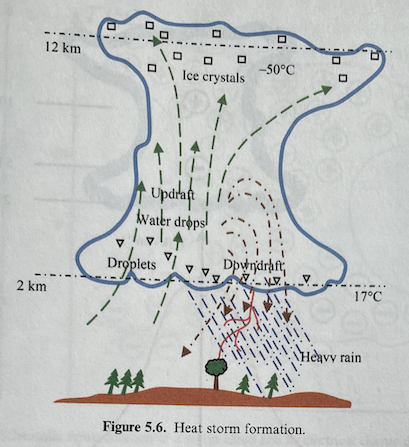 12 km
Ice crystals
−50°C
Updraft
Water drops
Droplets
Downdraft
2 km
17°C
Heavy rain
Figure 5.6. Heat storm formation.